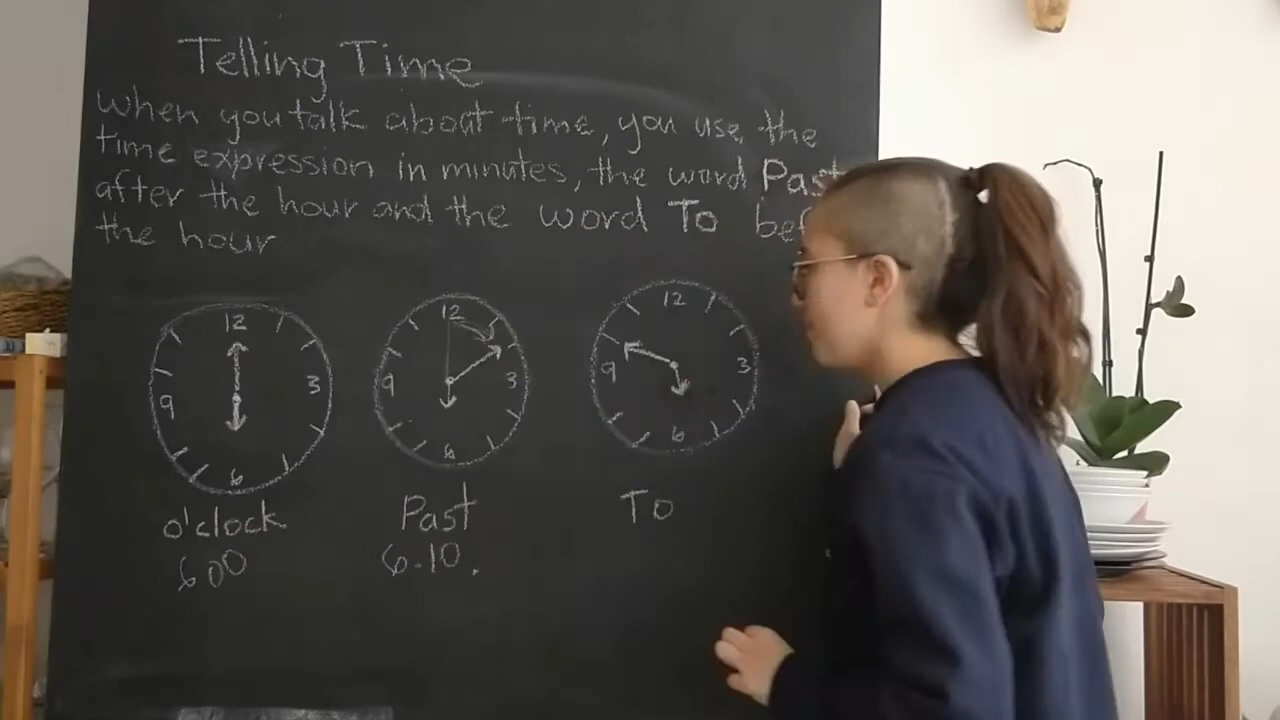 Telling Time
When you talk about time, you use the
time expression in minutes, the word Past
after the hour and the word To
the hour
12
3
6
9
12
3
6
9
12
3
6
9
o'clock
Past
To
600
6.10.